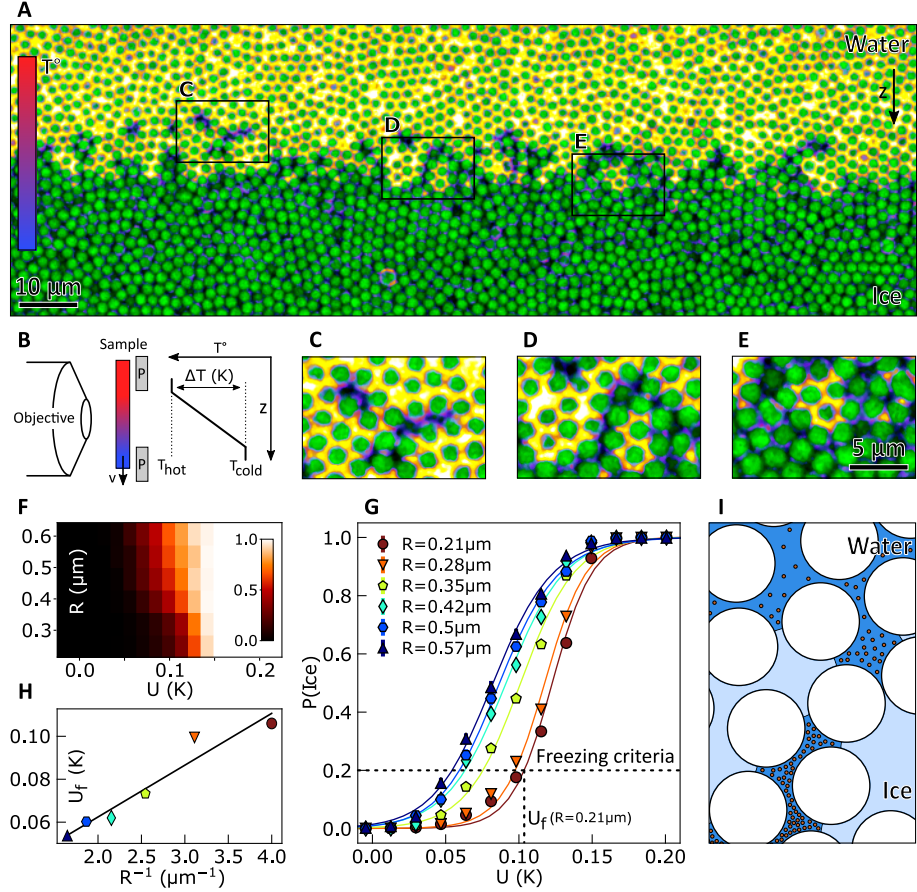 A
T°
C
D
E
Water
z
10 µm
Ice
B
Sample
Objective
P
P
v
T°
ΔT (K)
z
T_hot
T_cold
C
D
E
5 µm
F
R (µm)
0.6
0.5
0.4
0.3
1.0
0.0
0.0
0.1
0.2
U (K)
G
P(Ice)
1.0
0.8
0.6
0.4
0.2
0.0
R=0.21µm
R=0.28µm
R=0.35µm
R=0.42µm
R=0.5µm
R=0.57µm
Freezing criteria
U_f (R=0.21µm)
0.00
0.05
0.10
0.15
0.20
U (K)
H
U_f (K)
0.10
0.08
0.06
2.0
2.5
3.0
3.5
4.0
R⁻¹ (µm⁻¹)
I
Water
Ice